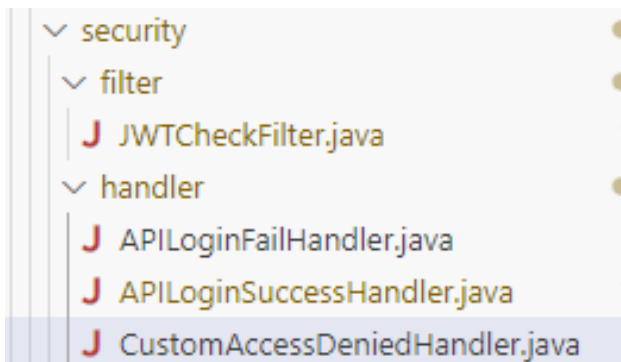 security
filter
J JWTCheckFilter.java
handler
J APILoginFailHandler.java
J APILoginSuccessHandler.java
J CustomAccessDeniedHandler.java